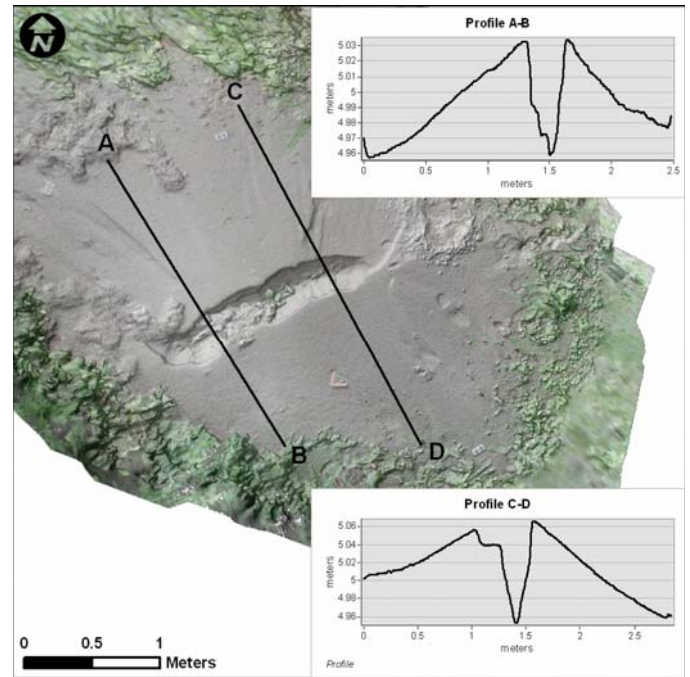 N
Profile A-B
5.03
5.02
5.01
5
4.99
4.98
4.97
4.96
meters
0 0.5 1 1.5 2 2.5
meters
C
A
B
D
Profile C-D
5.06
5.04
5.02
5
4.98
4.96
meters
0 0.5 1 1.5 2 2.5
meters
Profile
0 0.5 1
Meters